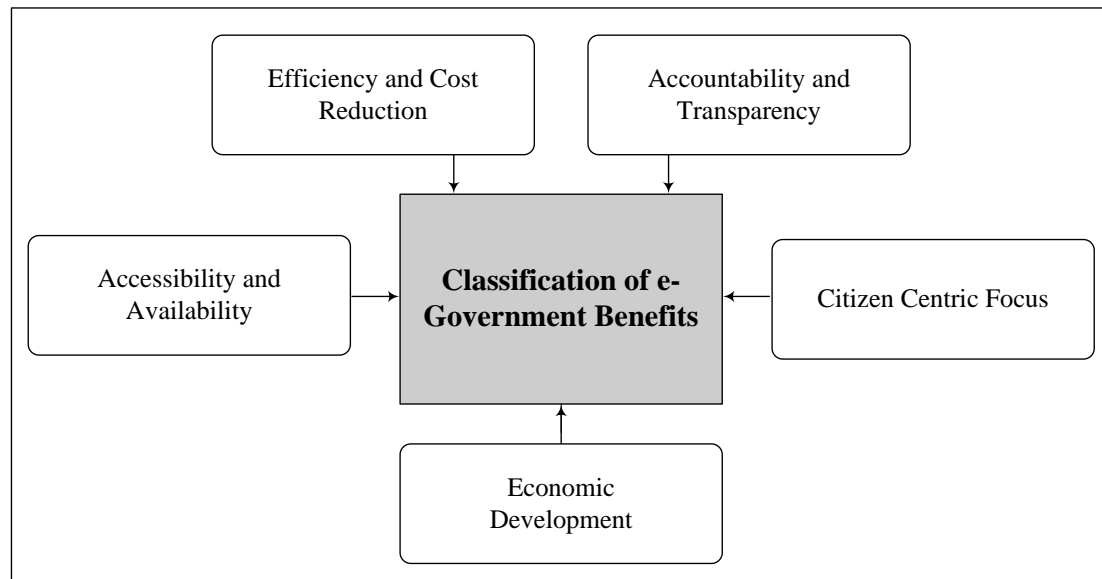 Efficiency and Cost
Reduction
Accountability and
Transparency
Accessibility and
Availability
Classification of e-
Government Benefits
Citizen Centric Focus
Economic
Development